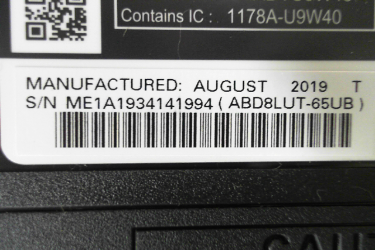 Contains IC : 1178A-U9W40
MANUFACTURED: AUGUST 2019 T
S/N ME1A1934141994 ( ABD8LUT-65UB )